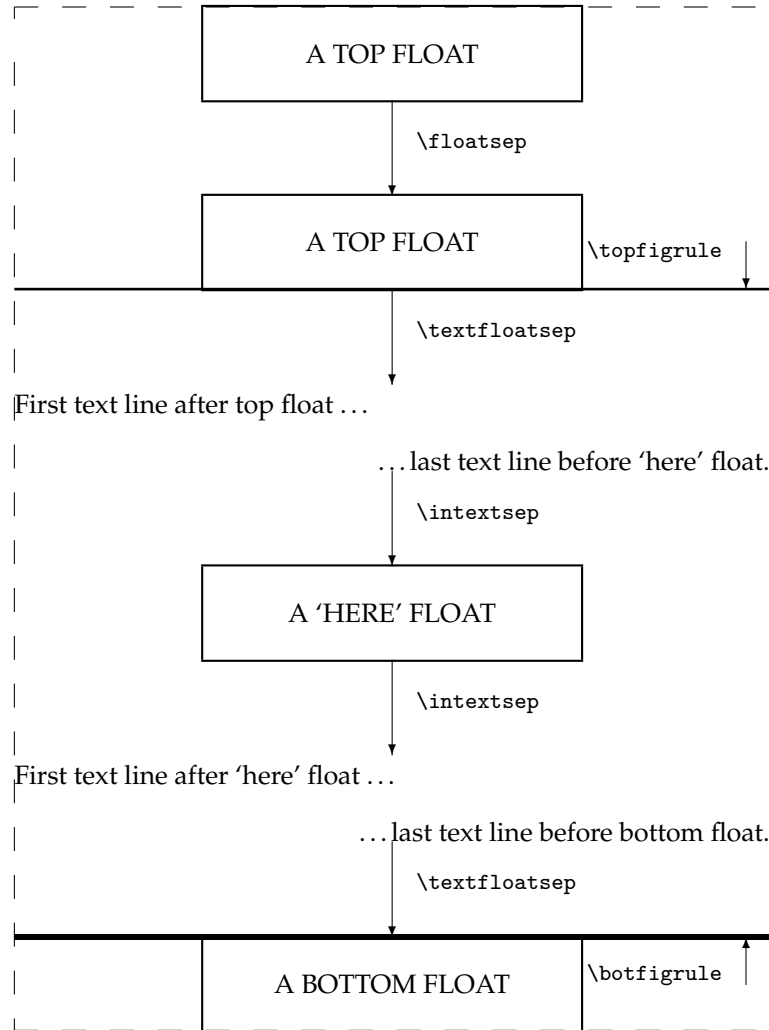 A TOP FLOAT
\floatsep
A TOP FLOAT
\topfigrule
\textfloatsep
First text line after top float . . .
. . . last text line before ‘here’ float.
\intextsep
A ‘HERE’ FLOAT
\intextsep
First text line after ‘here’ float . . .
. . . last text line before bottom float.
\textfloatsep
A BOTTOM FLOAT
\botfigrule